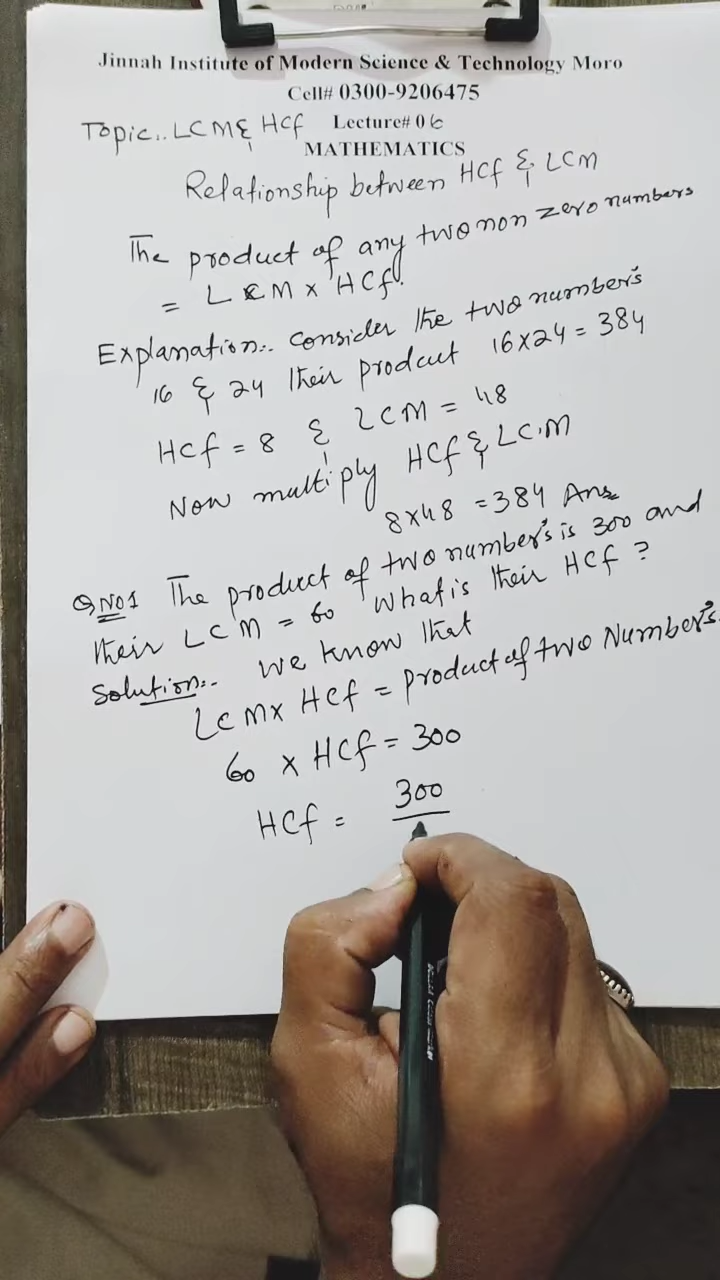 Jinnah Institute of Modern Science & Technology Moro
Cell# 0300-9206475
Topic.. LCM & HCf Lecture# 06
MATHEMATICS
Relationship between HCf & LCM
The product of any two non zero numbers
= LCM x HCf.
Explanation:. Consider the two number's
16 & 24 their product 16x24 = 384
HCf = 8 & LCM = 48
Now multiply HCf & LC.M
8x48 = 384 Ans
Q No1 The product of two number's is 300 and
their LCM = 60 What is their HCf ?
Solution:- we know that
LCM x HCf = product of two Number's.
60 x HCf = 300
HCf = 300